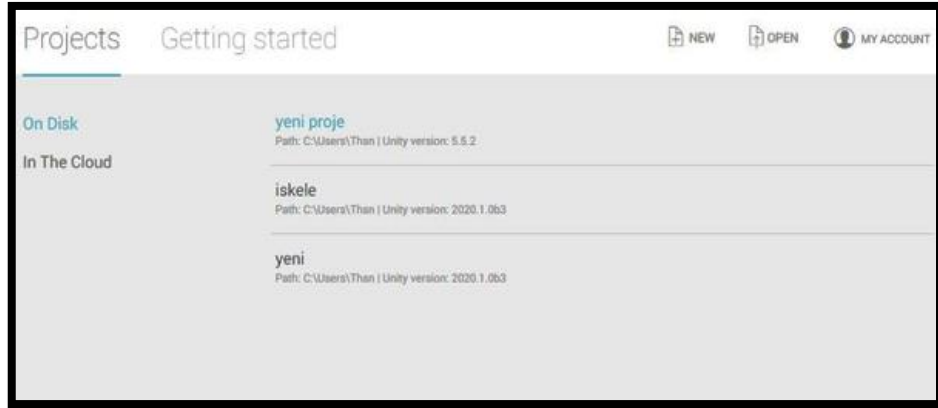 Projects Getting started NEW OPEN MY ACCOUNT
On Disk
In The Cloud
yeni proje
Path: C:\Users\Than | Unity version: 5.5.2
iskele
Path: C:\Users\Than | Unity version: 2020.1.0b3
yeni
Path: C:\Users\Than | Unity version: 2020.1.0b3